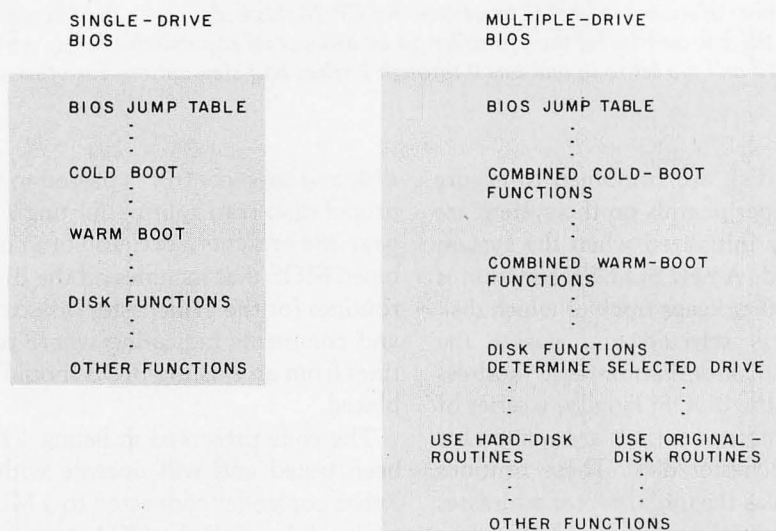 SINGLE-DRIVE
BIOS
BIOS JUMP TABLE
COLD BOOT
WARM BOOT
DISK FUNCTIONS
OTHER FUNCTIONS
MULTIPLE-DRIVE
BIOS
BIOS JUMP TABLE
COMBINED COLD-BOOT
FUNCTIONS
COMBINED WARM-BOOT
FUNCTIONS
DISK FUNCTIONS
DETERMINE SELECTED DRIVE
USE HARD-DISK
ROUTINES
USE ORIGINAL-
DISK ROUTINES
OTHER FUNCTIONS